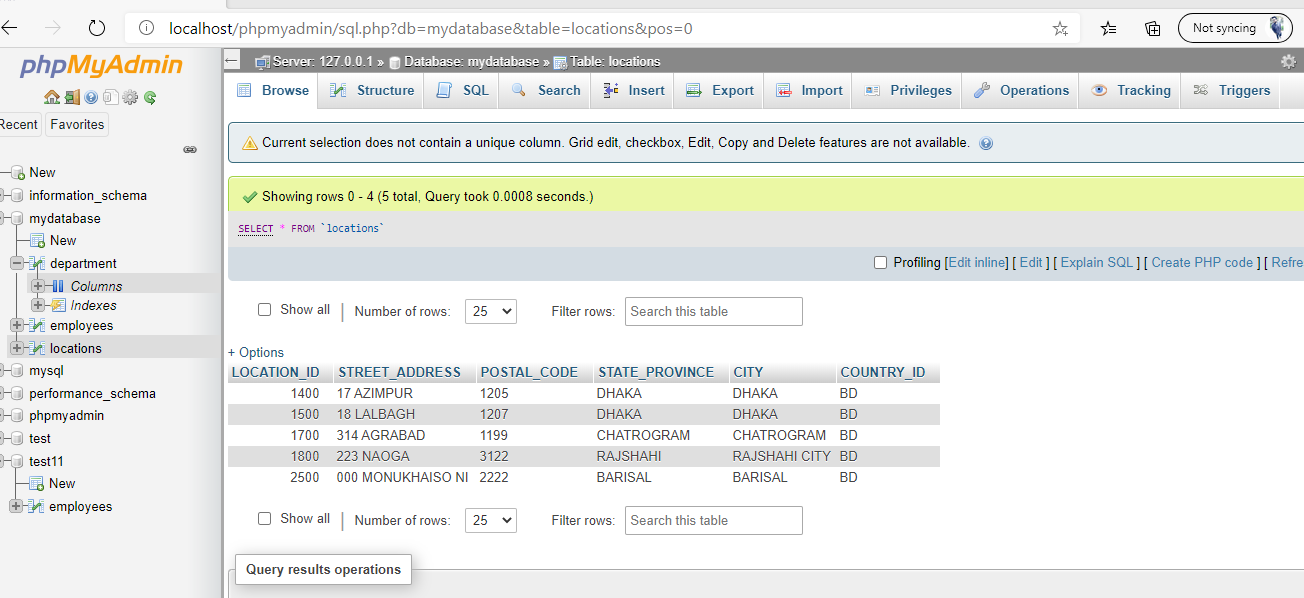 localhost/phpmyadmin/sql.php?db=mydatabase&table=locations&pos=0
Not syncing
phpMyAdmin
Recent Favorites
New
information_schema
mydatabase
New
department
Columns
Indexes
employees
locations
mysql
performance_schema
phpmyadmin
test
test11
New
employees
Server: 127.0.0.1 » Database: mydatabase » Table: locations
Browse Structure SQL Search Insert Export Import Privileges Operations Tracking Triggers
Current selection does not contain a unique column. Grid edit, checkbox, Edit, Copy and Delete features are not available.
Showing rows 0 - 4 (5 total, Query took 0.0008 seconds.)
SELECT * FROM `locations`
Profiling [Edit inline] [ Edit ] [ Explain SQL ] [ Create PHP code ] [ Refre
Show all | Number of rows: 25 Filter rows: Search this table
+ Options
LOCATION_ID STREET_ADDRESS POSTAL_CODE STATE_PROVINCE CITY COUNTRY_ID
1400 17 AZIMPUR 1205 DHAKA DHAKA BD
1500 18 LALBAGH 1207 DHAKA DHAKA BD
1700 314 AGRABAD 1199 CHATROGRAM CHATROGRAM BD
1800 223 NAOGA 3122 RAJSHAHI RAJSHAHI CITY BD
2500 000 MONUKHAISO NI 2222 BARISAL BARISAL BD
Show all | Number of rows: 25 Filter rows: Search this table
Query results operations